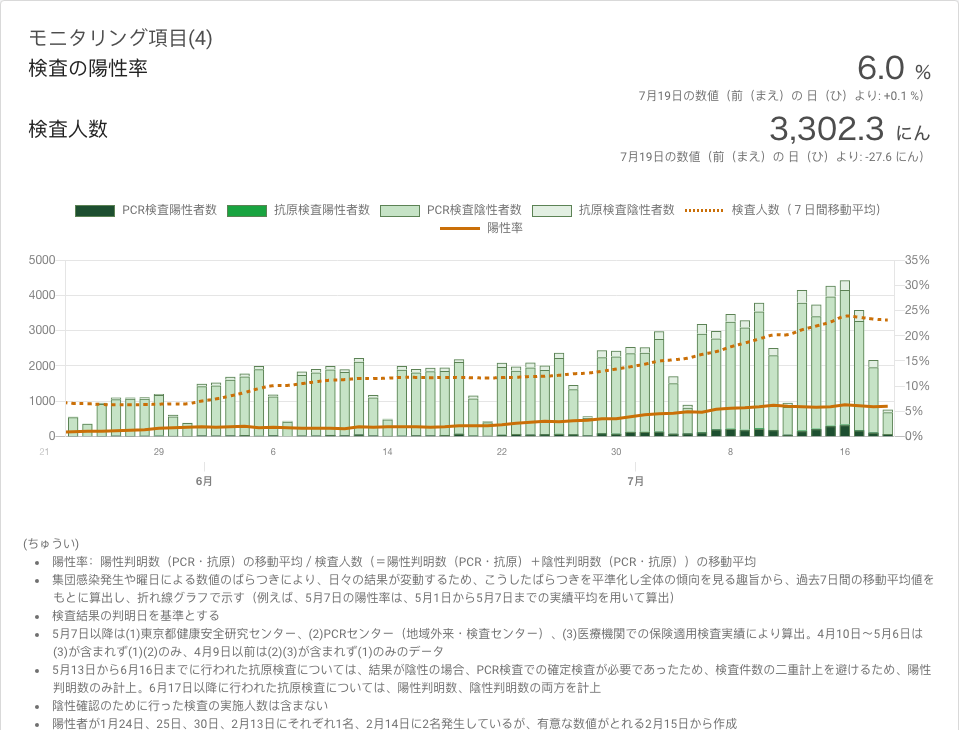 モニタリング項目(4)
検査の陽性率
6.0 %
7月19日の数値（前（まえ）の 日（ひ）より: +0.1 %）
検査人数
3,302.3 にん
7月19日の数値（前（まえ）の 日（ひ）より: -27.6 にん）
PCR検査陽性者数 抗原検査陽性者数 PCR検査陰性者数 抗原検査陰性者数 検査人数（７日間移動平均）
陽性率
5000 35%
30%
4000
25%
3000
20%
2000 15%
10%
1000
5%
0 0%
21 29 6 14 22 30 8 16
6月 7月
(ちゅうい)
• 陽性率：陽性判明数（PCR・抗原）の移動平均 / 検査人数（＝陽性判明数（PCR・抗原）＋陰性判明数（PCR・抗原））の移動平均
• 集団感染発生や曜日による数値のばらつきにより、日々の結果が変動するため、こうしたばらつきを平準化し全体の傾向を見る趣旨から、過去7日間の移動平均値を
もとに算出し、折れ線グラフで示す（例えば、5月7日の陽性率は、5月1日から5月7日までの実績平均を用いて算出）
• 検査結果の判明日を基準とする
• 5月7日以降は(1)東京都健康安全研究センター、(2)PCRセンター（地域外来・検査センター）、(3)医療機関での保険適用検査実績により算出。4月10日～5月6日は
(3)が含まれず(1)(2)のみ、4月9日以前は(2)(3)が含まれず(1)のみのデータ
• 5月13日から6月16日までに行われた抗原検査については、結果が陰性の場合、PCR検査での確定検査が必要であったため、検査件数の二重計上を避けるため、陽性
判明数のみ計上。6月17日以降に行われた抗原検査については、陽性判明数、陰性判明数の両方を計上
• 陰性確認のために行った検査の実施人数は含まない
• 陽性者が1月24日、25日、30日、2月13日にそれぞれ1名、2月14日に2名発生しているが、有意な数値がとれる2月15日から作成